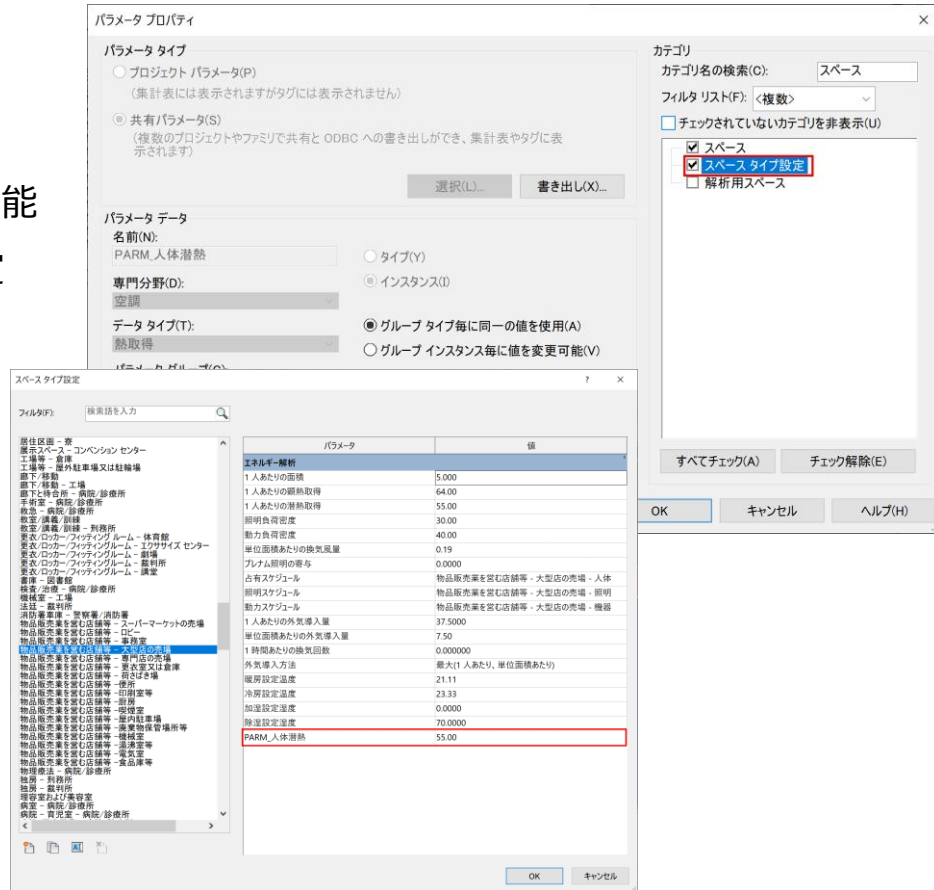 能
パラメータ プロパティ
パラメータ タイプ
プロジェクト パラメータ(P)
(集計表には表示されますがタグには表示されません)
共有パラメータ(S)
(複数のプロジェクトやファミリで共有と ODBC への書き出しができ、集計表やタグに表
示されます)
選択(L)...
書き出し(X)...
パラメータ データ
名前(N):
PARM_人体潜熱
タイプ(Y)
専門分野(D):
インスタンス(I)
空調
データ タイプ(T):
グループ タイプ毎に同一の値を使用(A)
熱取得
グループ インスタンス毎に値を変更可能(V)
カテゴリ
カテゴリ名の検索(C):
スペース
フィルタ リスト(F):
<複数>
チェックされていないカテゴリを非表示(U)
スペース
スペース タイプ設定
解析用スペース
すべてチェック(A)
チェック解除(E)
OK
キャンセル
ヘルプ(H)
スペース タイプ設定
フィルタ(F):
検索語を入力
居住区画 - 寮
展示スペース - コンベンション センター
工場等 - 倉庫
工場等 - 屋外駐車場又は駐輪場
廊下/移動
廊下/移動 - 工場
廊下と待合所 - 病院/診療所
手術室 - 病院/診療所
救急 - 病院/診療所
教室/講義/訓練
教室/講義/訓練 - 刑務所
更衣/ロッカー/フィッティング ルーム - 体育館
更衣/ロッカー/フィッティングルーム - エクササイズ センター
更衣/ロッカー/フィッティングルーム - 劇場
更衣/ロッカー/フィッティングルーム - 裁判所
更衣/ロッカー/フィッティングルーム - 講堂
書庫 - 図書館
検査/治療 - 病院/診療所
機械室 - 工場
法廷 - 裁判所
消防署車庫 - 警察署/消防署
物品販売業を営む店舗等 - スーパーマーケットの売場
物品販売業を営む店舗等 - ロビー
物品販売業を営む店舗等 - 事務室
物品販売業を営む店舗等 - 大型店の売場
物品販売業を営む店舗等 - 専門店の売場
物品販売業を営む店舗等 - 更衣室又は倉庫
物品販売業を営む店舗等 - 荷さばき場
物品販売業を営む店舗等 -便所
物品販売業を営む店舗等 -印刷室等
物品販売業を営む店舗等 -厨房
物品販売業を営む店舗等 -喫煙室
物品販売業を営む店舗等 -屋内駐車場
物品販売業を営む店舗等 -廃棄物保管場所等
物品販売業を営む店舗等 -機械室
物品販売業を営む店舗等 -湯沸室等
物品販売業を営む店舗等 -電気室
物品販売業を営む店舗等 -食品庫等
物理療法 - 病院/診療所
独房 - 刑務所
独房 - 裁判所
理容室および美容室
病室 - 病院/診療所
病院 - 育児室 - 病院/診療所
パラメータ 値
エネルギー解析
1 人あたりの面積 5.000
1 人あたりの顕熱取得 64.00
1 人あたりの潜熱取得 55.00
照明負荷密度 30.00
動力負荷密度 40.00
単位面積あたりの換気風量 0.19
プレナム照明の寄与 0.0000
占有スケジュール 物品販売業を営む店舗等 - 大型店の売場 - 人体
照明スケジュール 物品販売業を営む店舗等 - 大型店の売場 - 照明
動力スケジュール 物品販売業を営む店舗等 - 大型店の売場 - 機器
1 人あたりの外気導入量 37.5000
単位面積あたりの外気導入量 7.50
1 時間あたりの換気回数 0.000000
外気導入方法 最大(1 人あたり、単位面積あたり)
暖房設定温度 21.11
冷房設定温度 23.33
加湿設定湿度 0.0000
除湿設定湿度 70.0000
PARM_人体潜熱 55.00
OK
キャンセル